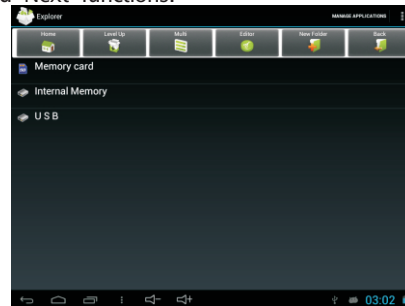 d "Next" functions.
Explorer
MANAGE APPLICATIONS
Home Level Up Multi Editor New Folder Back
Memory card
Internal Memory
U S B
03:02